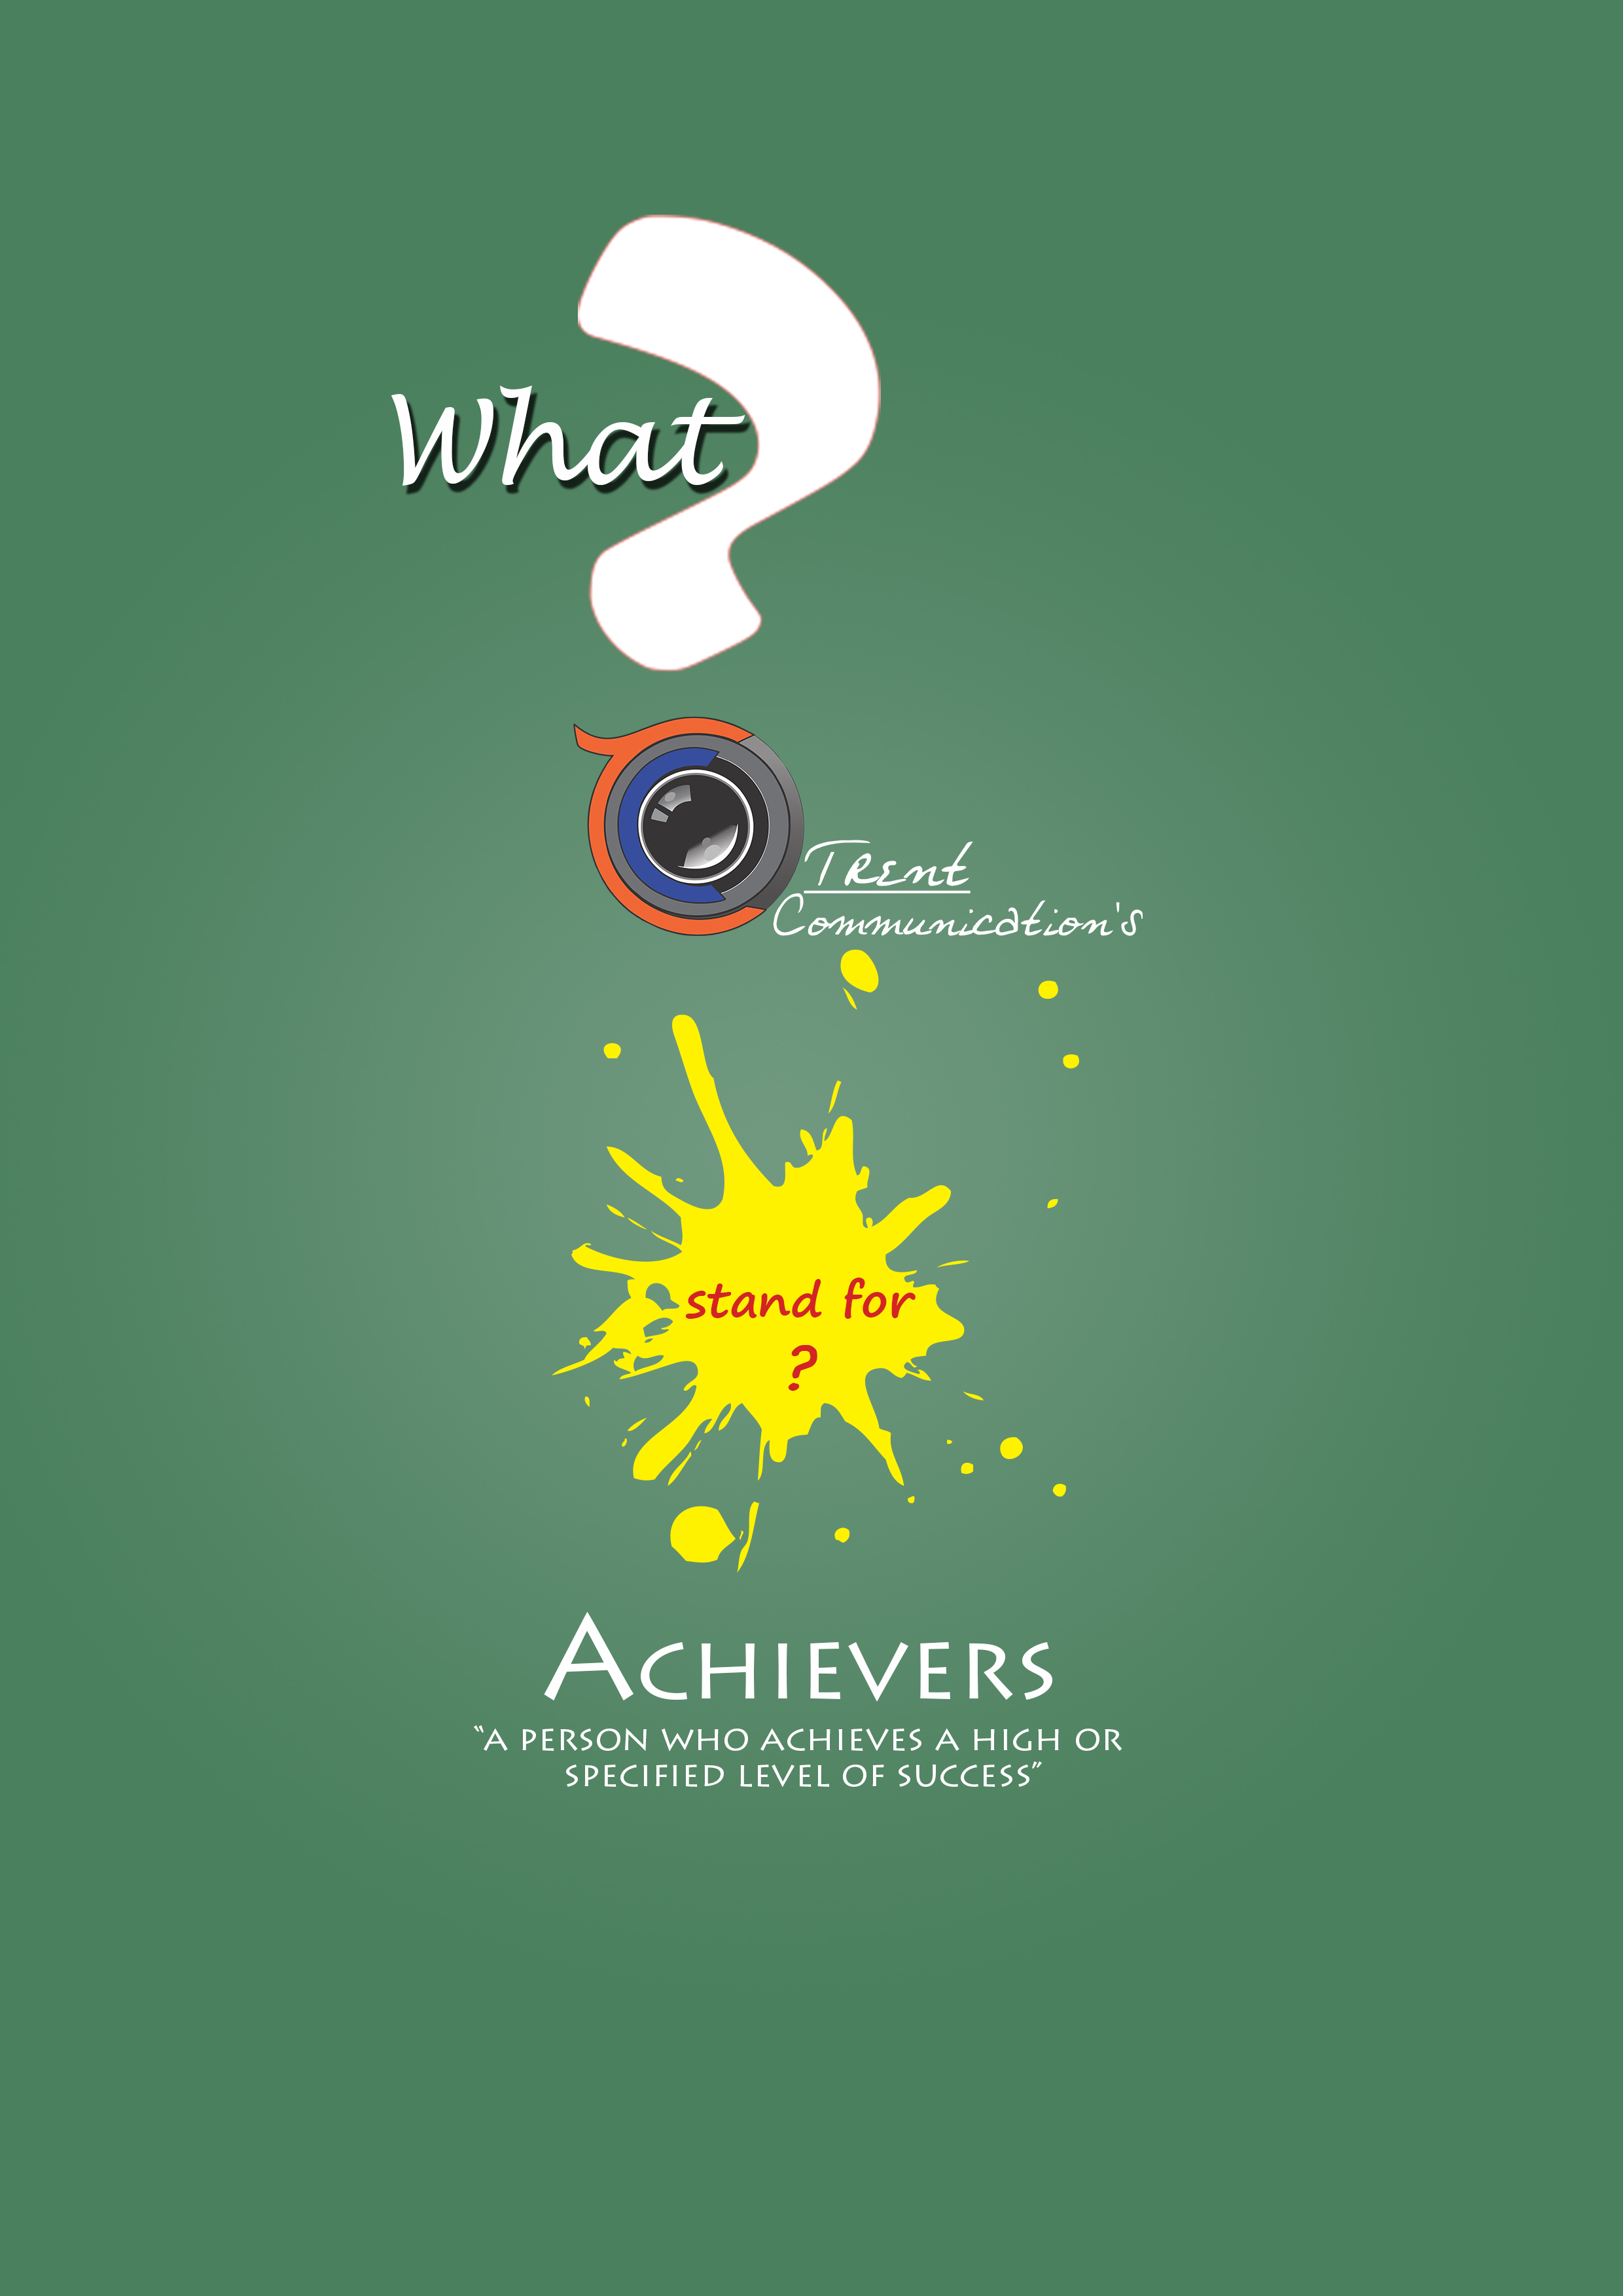 What
?
Trent
Communication's
stand for
?
ACHIEVERS
“A PERSON WHO ACHIEVES A HIGH OR
SPECIFIED LEVEL OF SUCCESS”